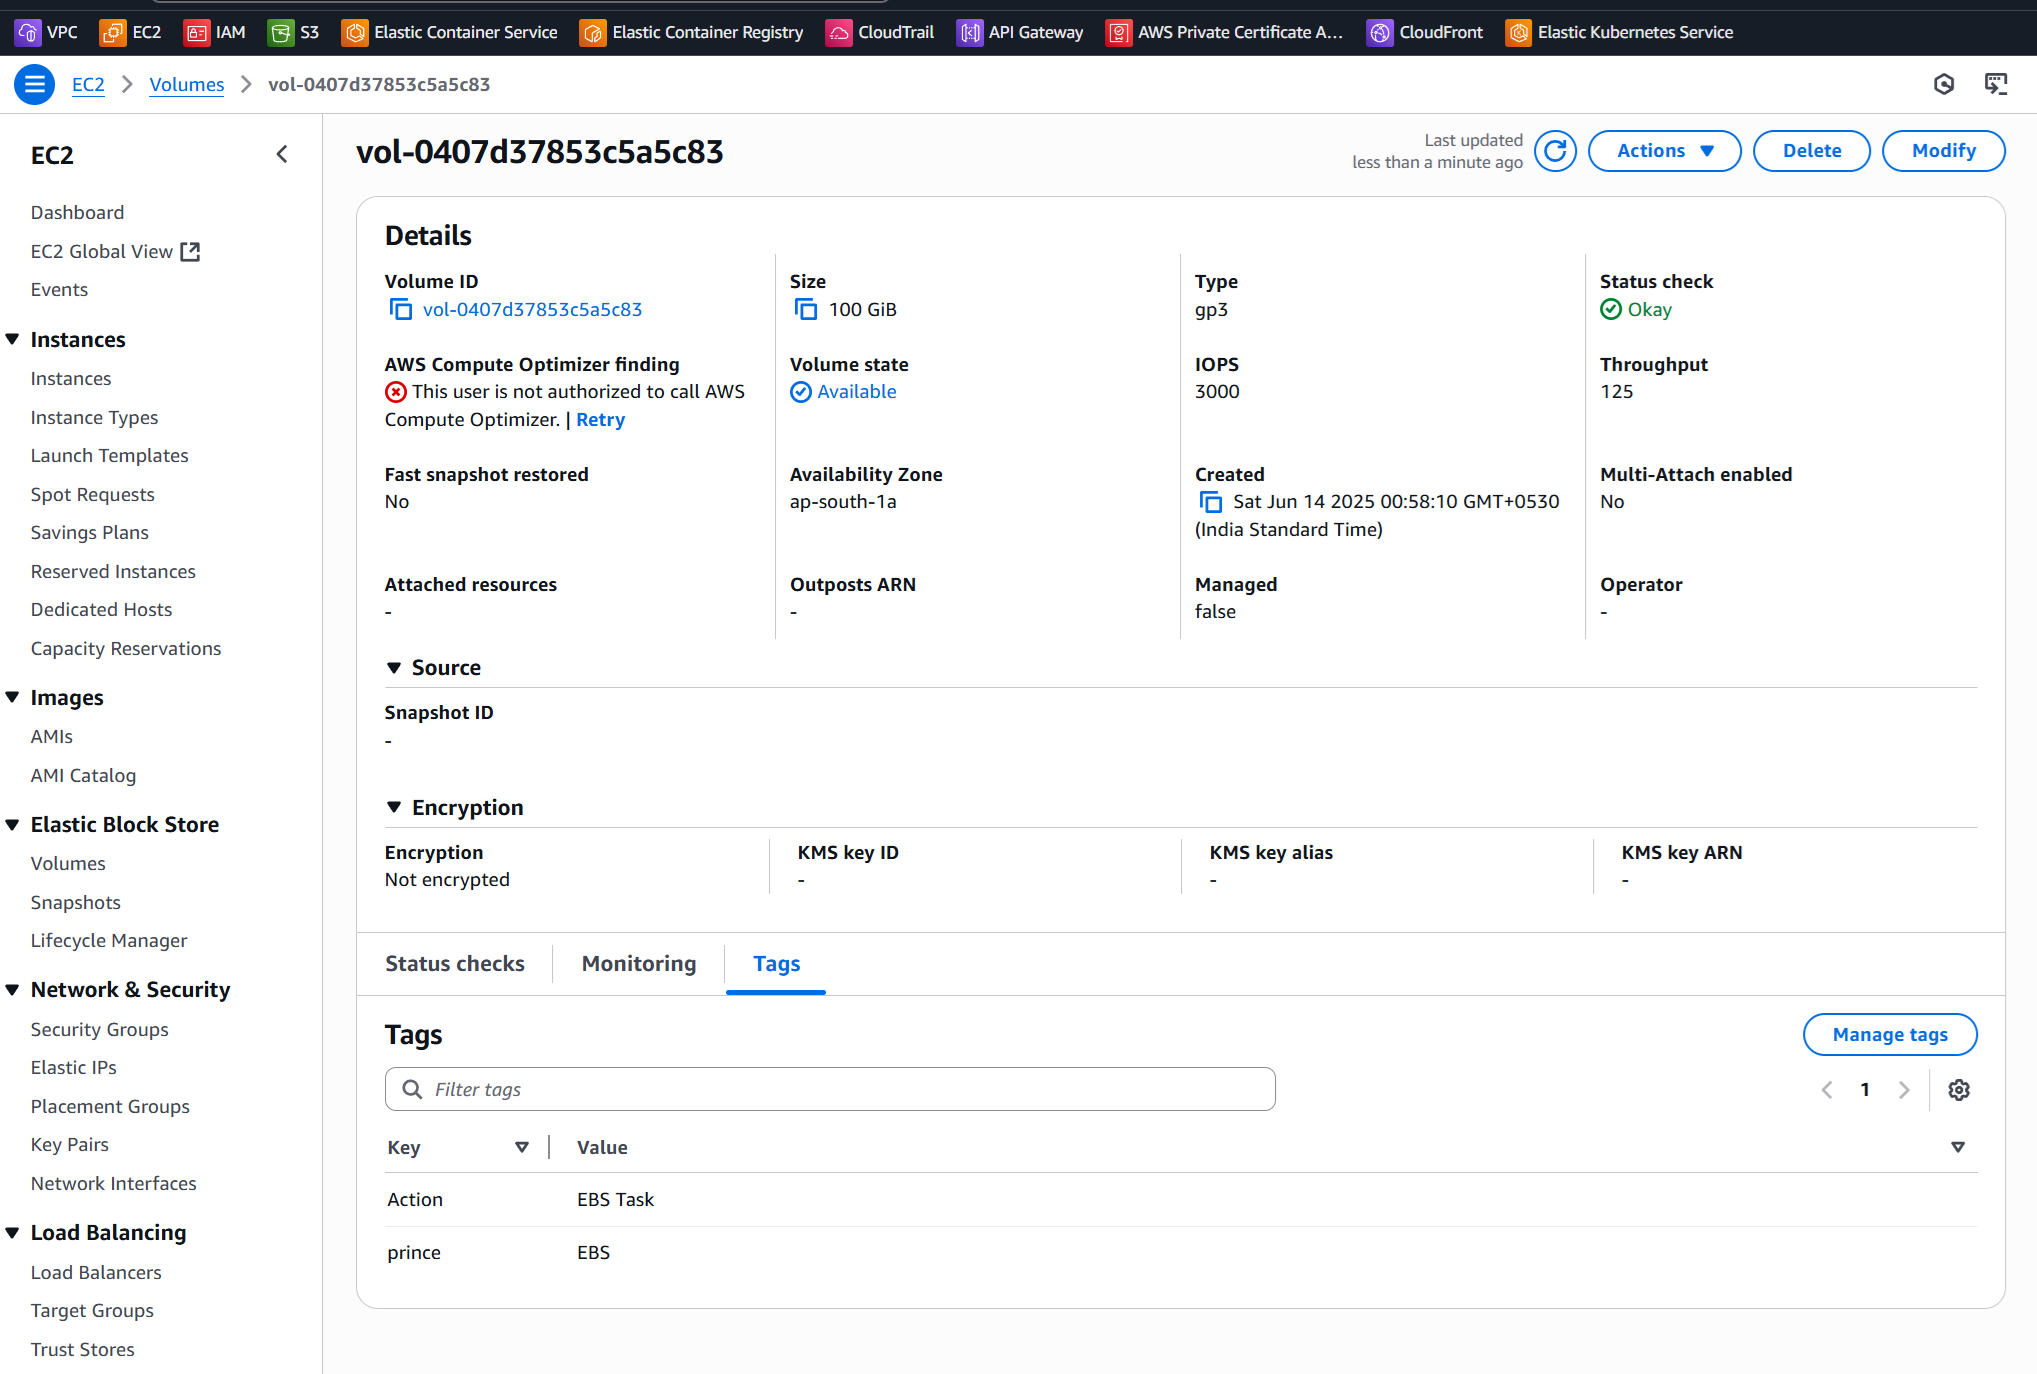 VPC EC2 IAM S3 Elastic Container Service Elastic Container Registry CloudTrail API Gateway AWS Private Certificate A... CloudFront Elastic Kubernetes Service
EC2 Volumes vol-0407d37853c5a5c83
EC2
Dashboard
EC2 Global View
Events
Instances
Instances
Instance Types
Launch Templates
Spot Requests
Savings Plans
Reserved Instances
Dedicated Hosts
Capacity Reservations
Images
AMIs
AMI Catalog
Elastic Block Store
Volumes
Snapshots
Lifecycle Manager
Network & Security
Security Groups
Elastic IPs
Placement Groups
Key Pairs
Network Interfaces
Load Balancing
Load Balancers
Target Groups
Trust Stores
vol-0407d37853c5a5c83
Last updated
less than a minute ago
Actions Delete Modify
Details
Volume ID
vol-0407d37853c5a5c83
Size
100 GiB
Type
gp3
Status check
Okay
AWS Compute Optimizer finding
This user is not authorized to call AWS
Compute Optimizer. | Retry
Volume state
Available
IOPS
3000
Throughput
125
Fast snapshot restored
No
Availability Zone
ap-south-1a
Created
Sat Jun 14 2025 00:58:10 GMT+0530
(India Standard Time)
Multi-Attach enabled
No
Attached resources
-
Outposts ARN
-
Managed
false
Operator
-
Source
Snapshot ID
-
Encryption
Encryption
Not encrypted
KMS key ID
-
KMS key alias
-
KMS key ARN
-
Status checks Monitoring Tags
Tags
Manage tags
Filter tags
1
Key Value
Action EBS Task
prince EBS